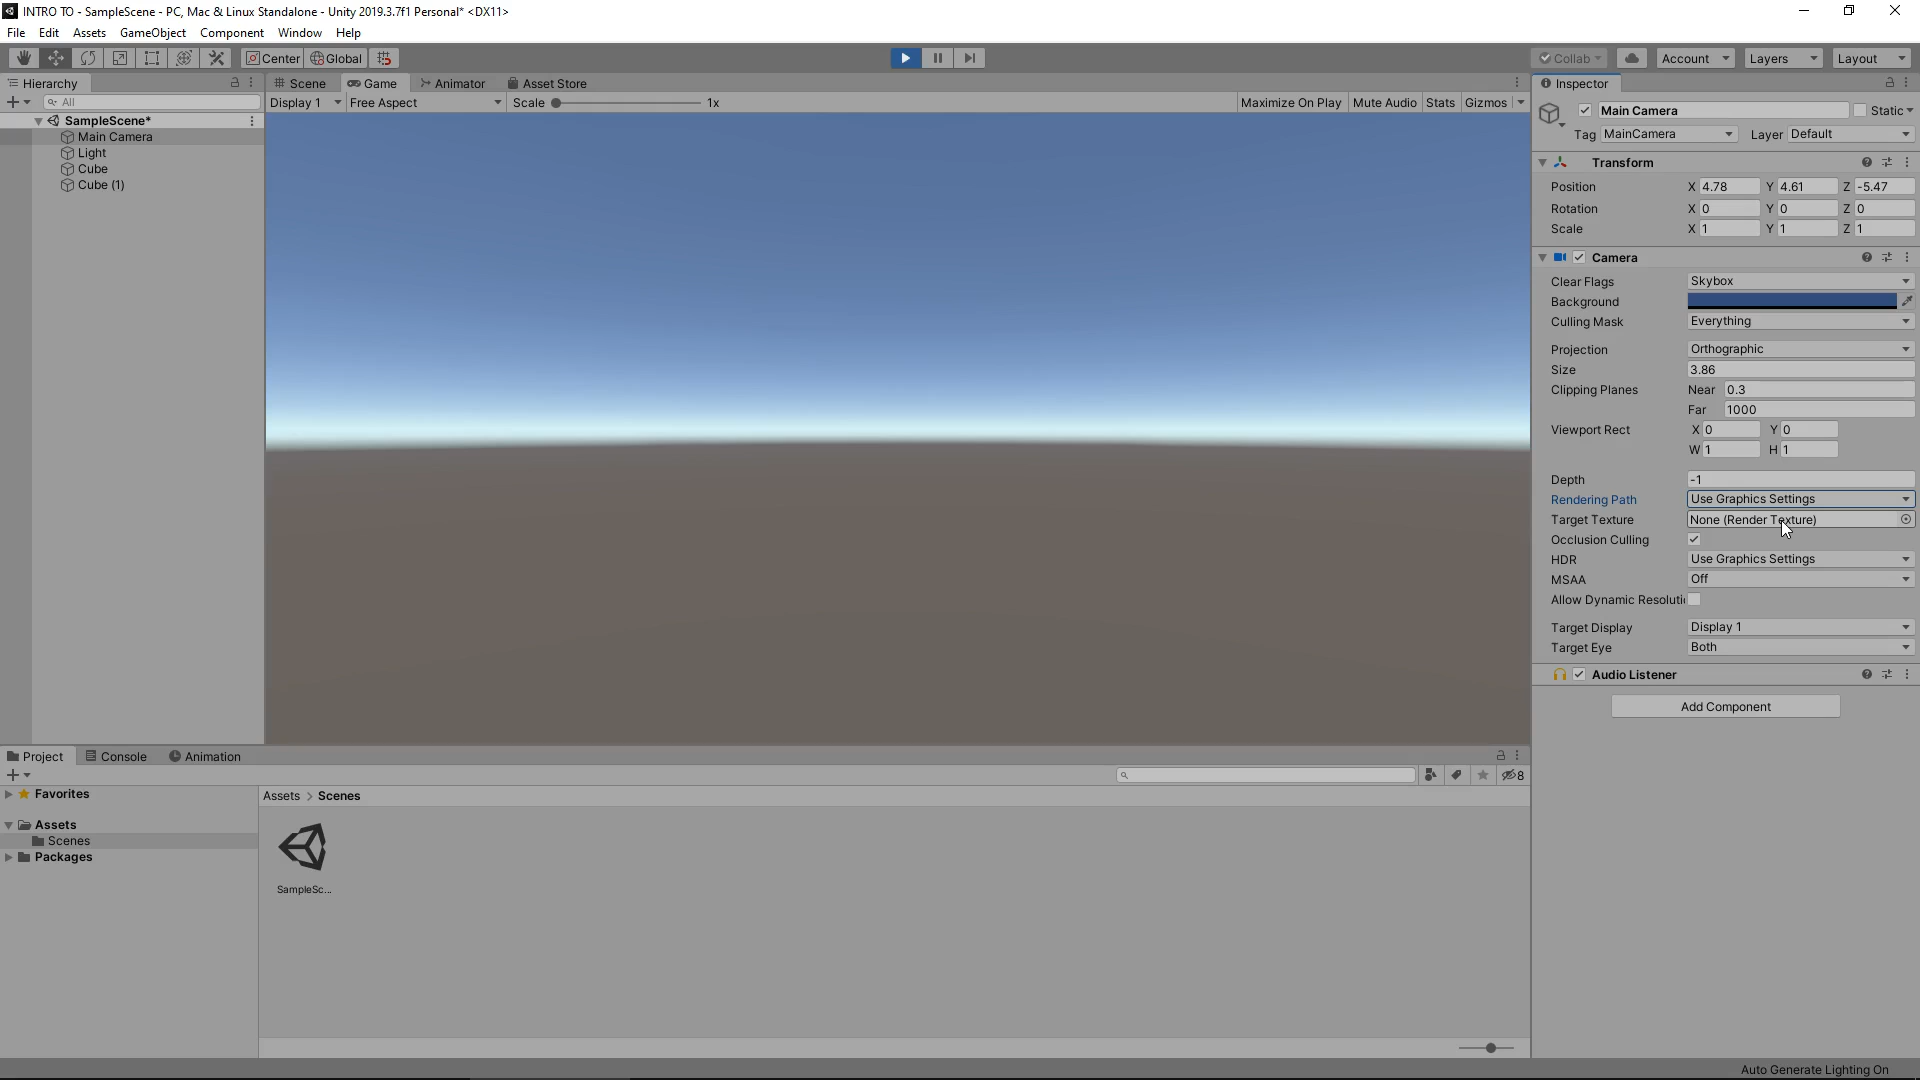 INTRO TO - SampleScene - PC, Mac & Linux Standalone - Unity 2019.3.7f1 Personal* <DX11>
File Edit Assets GameObject Component Window Help
Center Global Collab Account Layers Layout
Hierarchy
All
SampleScene*
Main Camera
Light
Cube
Cube (1)
Scene Game Animator Asset Store
Display 1 Free Aspect Scale 1x Maximize On Play Mute Audio Stats Gizmos
Inspector
Main Camera Static
Tag MainCamera Layer Default
Transform
Position X 4.78 Y 4.61 Z -5.47
Rotation X 0 Y 0 Z 0
Scale X 1 Y 1 Z 1
Camera
Clear Flags Skybox
Background
Culling Mask Everything
Projection Orthographic
Size 3.86
Clipping Planes Near 0.3
Far 1000
Viewport Rect X 0 Y 0
W 1 H 1
Depth -1
Rendering Path Use Graphics Settings
Target Texture None (Render Texture)
Occlusion Culling
HDR Use Graphics Settings
MSAA Off
Allow Dynamic Resoluti
Target Display Display 1
Target Eye Both
Audio Listener
Add Component
Project Console Animation
8
Favorites
Assets
Scenes
Packages
Assets > Scenes
SampleSc...
Auto Generate Lighting On